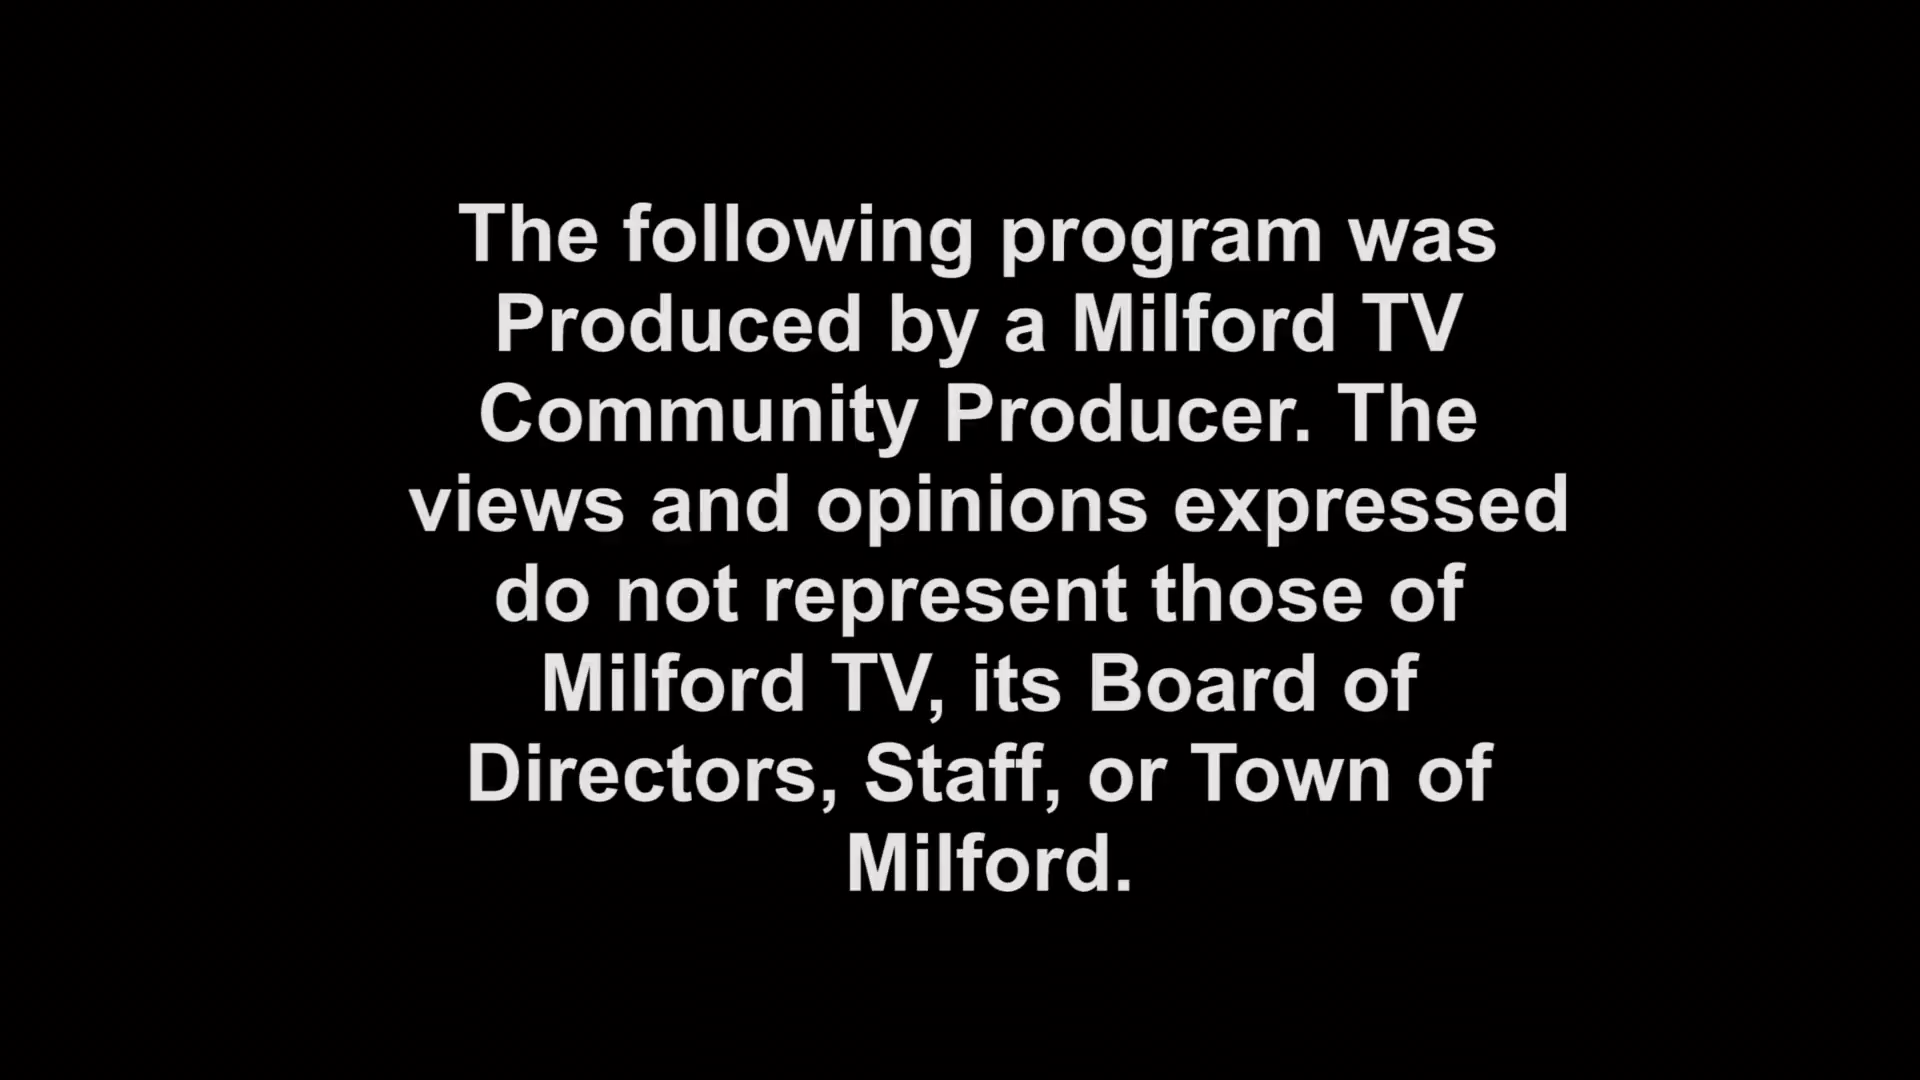 The following program was
Produced by a Milford TV
Community Producer. The
views and opinions expressed
do not represent those of
Milford TV, its Board of
Directors, Staff, or Town of
Milford.